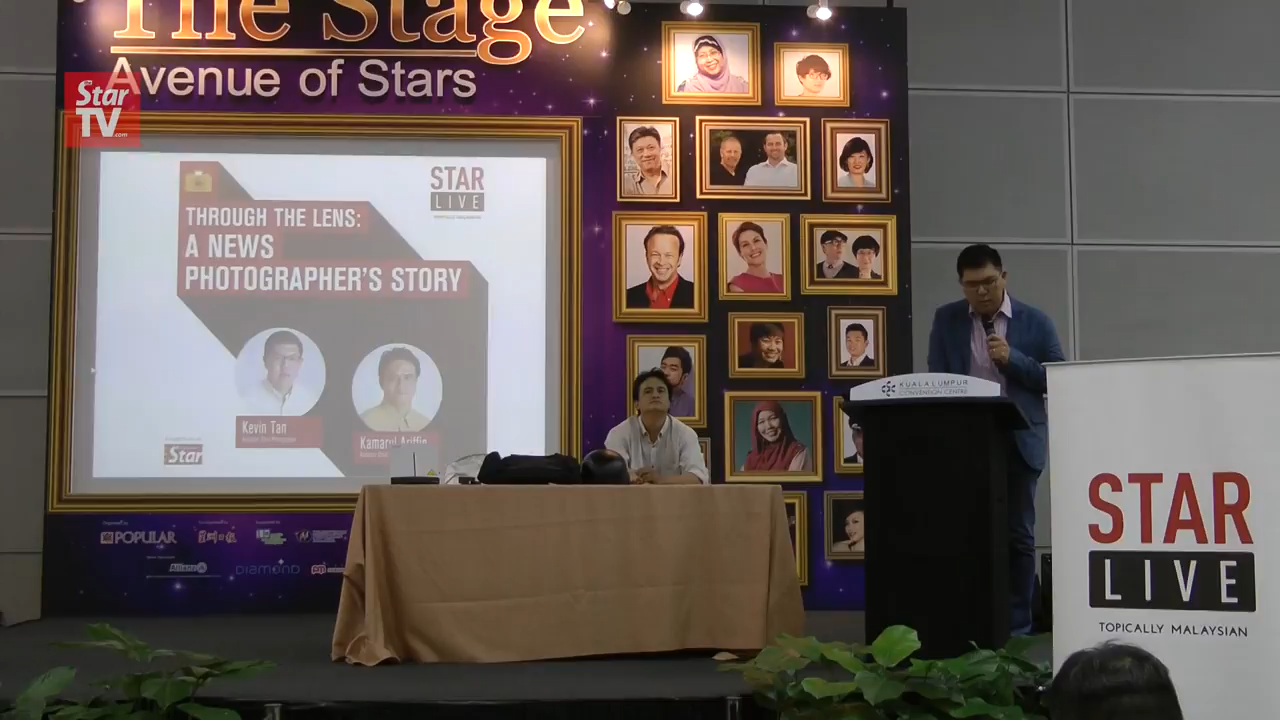 The Stage
Avenue of Stars
Star
TV.com
STAR
LIVE
THROUGH THE LENS:
A NEWS
PHOTOGRAPHER'S STORY
Kevin Tan
Kamarul Ariffin
Star
POPULAR
Allianz
KUALA LUMPUR
CONVENTION CENTRE
STAR
LIVE
TOPICALLY MALAYSIAN